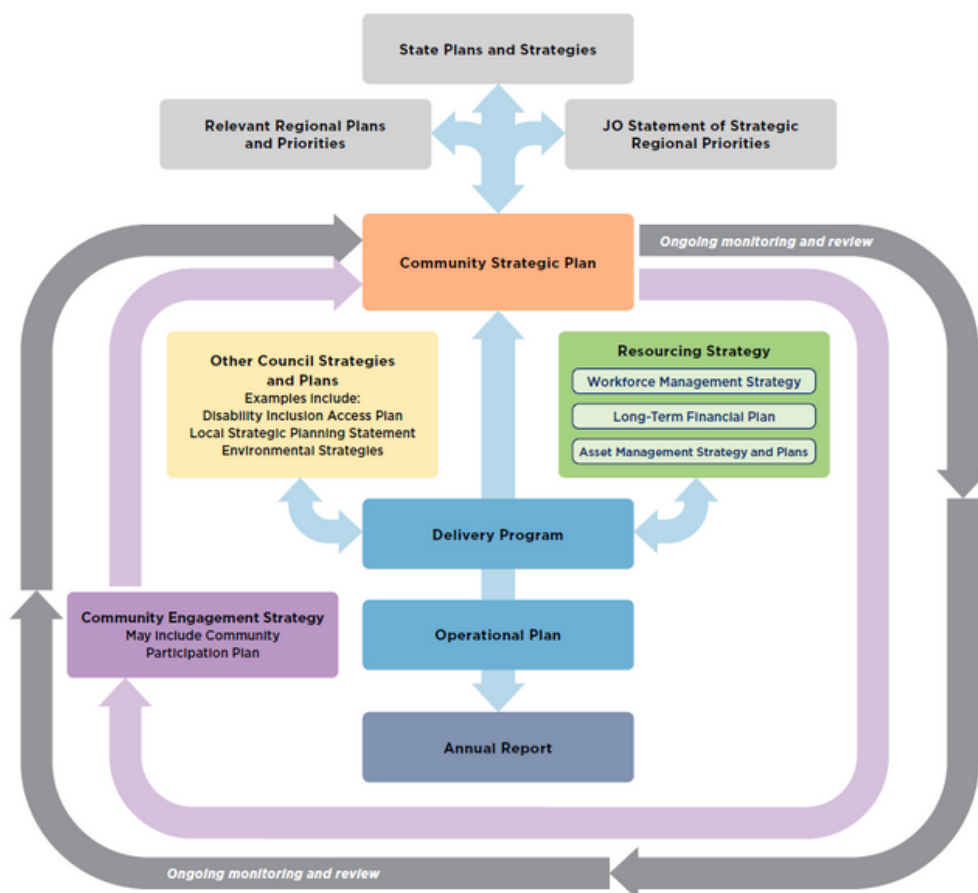 State Plans and Strategies
Relevant Regional Plans
and Priorities
JO Statement of Strategic
Regional Priorities
Ongoing monitoring and review
Community Strategic Plan
Other Council Strategies
and Plans
Examples include:
Disability Inclusion Access Plan
Local Strategic Planning Statement
Environmental Strategies
Resourcing Strategy
Workforce Management Strategy
Long-Term Financial Plan
Asset Management Strategy and Plans
Delivery Program
Community Engagement Strategy
May include Community
Participation Plan
Operational Plan
Annual Report
Ongoing monitoring and review